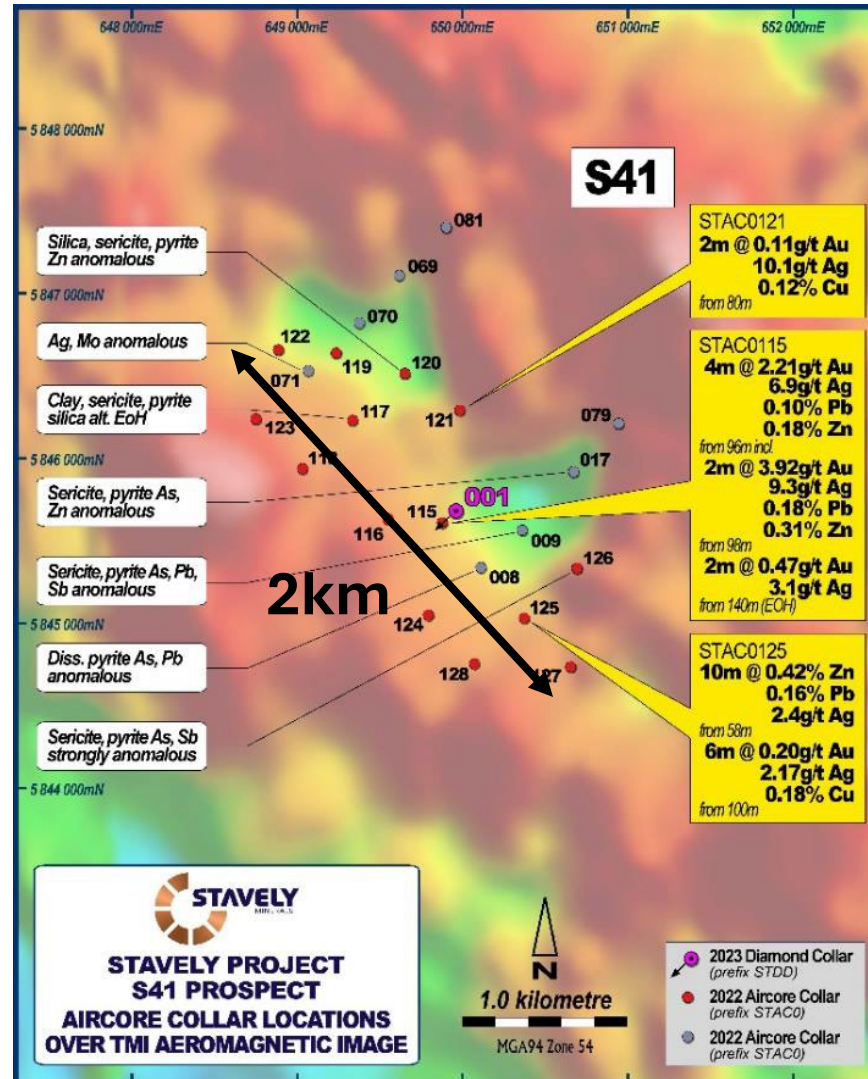 648 000mE
649 000mE
650 000mE
651 000mE
652 000mE
5 848 000mN
5 847 000mN
5 846 000mN
5 845 000mN
5 844 000mN
S41
Silica, sericite, pyrite
Zn anomalous
Ag, Mo anomalous
Clay, sericite, pyrite
silica alt. EoH
Sericite, pyrite As,
Zn anomalous
Sericite, pyrite As, Pb,
Sb anomalous
Diss. pyrite As, Pb
anomalous
Sericite, pyrite As, Sb
strongly anomalous
081
069
070
122
119
071
120
117
121
123
079
017
001
115
116
009
008
126
2km
124
125
128
127
STAC0121
2m @ 0.11g/t Au
10.1g/t Ag
0.12% Cu
from 80m
STAC0115
4m @ 2.21g/t Au
6.9g/t Ag
0.10% Pb
0.18% Zn
from 96m incl.
2m @ 3.92g/t Au
9.3g/t Ag
0.18% Pb
0.31% Zn
from 98m
2m @ 0.47g/t Au
3.1g/t Ag
from 140m (EOH)
STAC0125
10m @ 0.42% Zn
0.16% Pb
2.4g/t Ag
from 58m
6m @ 0.20g/t Au
2.17g/t Ag
0.18% Cu
from 100m
STAVELY
MINERALS
STAVELY PROJECT
S41 PROSPECT
AIRCORE COLLAR LOCATIONS
OVER TMI AEROMAGNETIC IMAGE
N
1.0 kilometre
MGA94 Zone 54
2023 Diamond Collar
(prefix STDD)
2022 Aircore Collar
(prefix STAC0)
2022 Aircore Collar
(prefix STAC0)